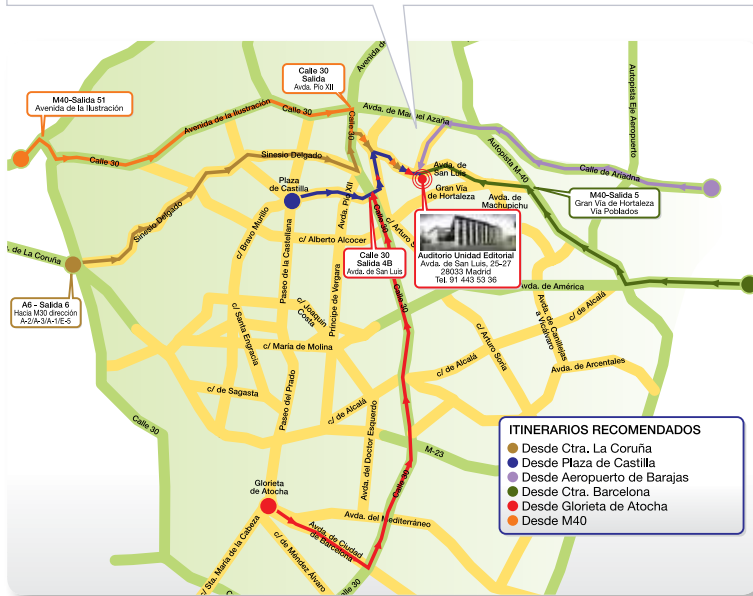 Calle 30
Salida
Avda. Pío XII
Avenida de
Autopista Eje Aeropuerto
M40-Salida 51
Avenida de la Ilustración
Avenida de la Ilustración
Calle 30
Avda. de Manuel Azaña
Calle 30
Calle 30
Sinesio Delgado
Autopista M-40
Avda. de
San Luis
Calle de Ariadna
Plaza
de Castilla
Avda. Pío XII
Gran Vía
de Hortaleza
M40-Salida 5
Gran Vía de Hortaleza
Vía Poblados
Avda. de
Machupichu
Sinesio Delgado
c/ Bravo Murillo
c/ Alberto Alcocer
c/ Arturo S
Calle 30
. de La Coruña
Paseo de la Castellana
Calle 30
Salida 4B
Avda. de San Luis
Auditorio Unidad Editorial
Avda. de San Luis, 25-27
28033 Madrid
Tel. 91 443 53 36
Calle 30
A6 - Salida 6
Hacia M30 dirección
A-2/A-3/A-1/E-5
Príncipe de Vergara
Avda. de América
c/ Joaquín
Costa
c/ de Alcalá
c/ Santa
Engracia
c/ María de Molina
c/ Arturo Soria
Avda. de Canillejas
a Vicálvaro
c/ de Alcalá
Avda. de Arcentales
c/ de Sagasta
Paseo del Prado
c/ de Alcalá
Calle 30
Avda. del Doctor Esquerdo
M-23
Calle 30
Glorieta
de Atocha
Avda. del Mediterráneo
Avda. de Ciudad
de Barcelona
c/ Sta. María de la Cabeza
c/ de Méndez Álvaro
Calle 30
ITINERARIOS RECOMENDADOS
Desde Ctra. La Coruña
Desde Plaza de Castilla
Desde Aeropuerto de Barajas
Desde Ctra. Barcelona
Desde Glorieta de Atocha
Desde M40